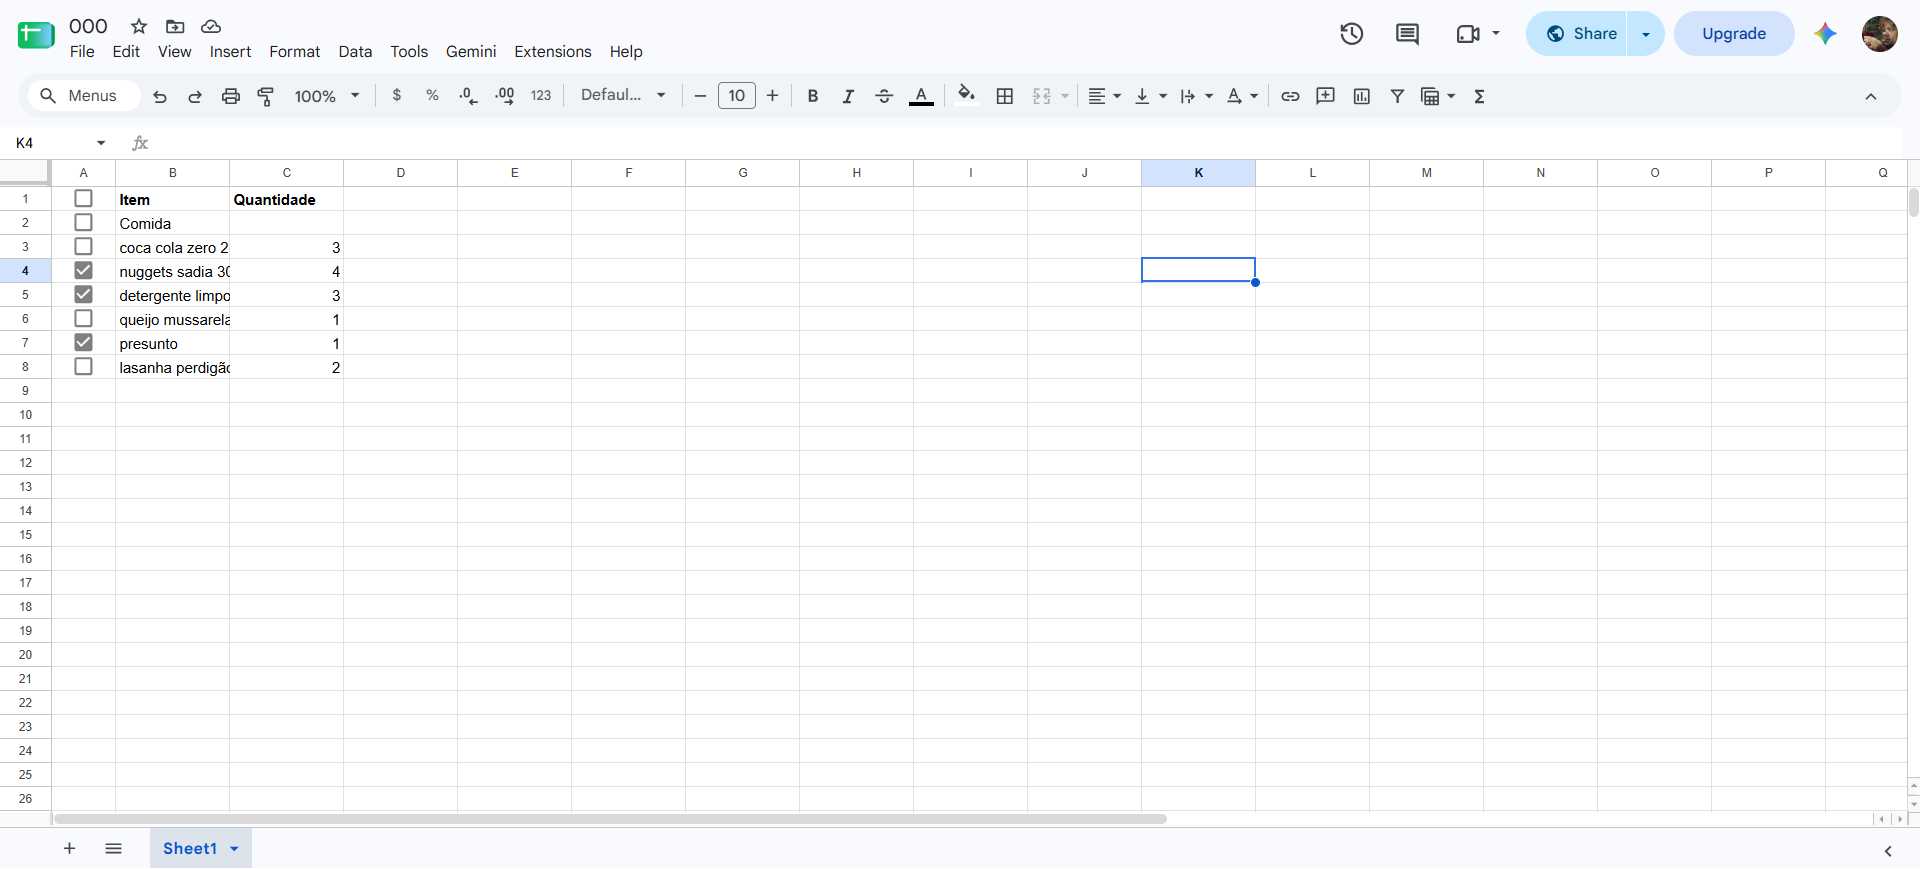 000
File Edit View Insert Format Data Tools Gemini Extensions Help
Share
Upgrade
Menus
100%
$ % .0 .00 123
Defaul...
10
B I A
K4
fx
A B C D E F G H I J K L M N O P Q
1 Item Quantidade
2 Comida
3 coca cola zero 2 3
4 nuggets sadia 30 4
5 detergente limpo 3
6 queijo mussarela 1
7 presunto 1
8 lasanha perdigão 2
9
10
11
12
13
14
15
16
17
18
19
20
21
22
23
24
25
26
Sheet1